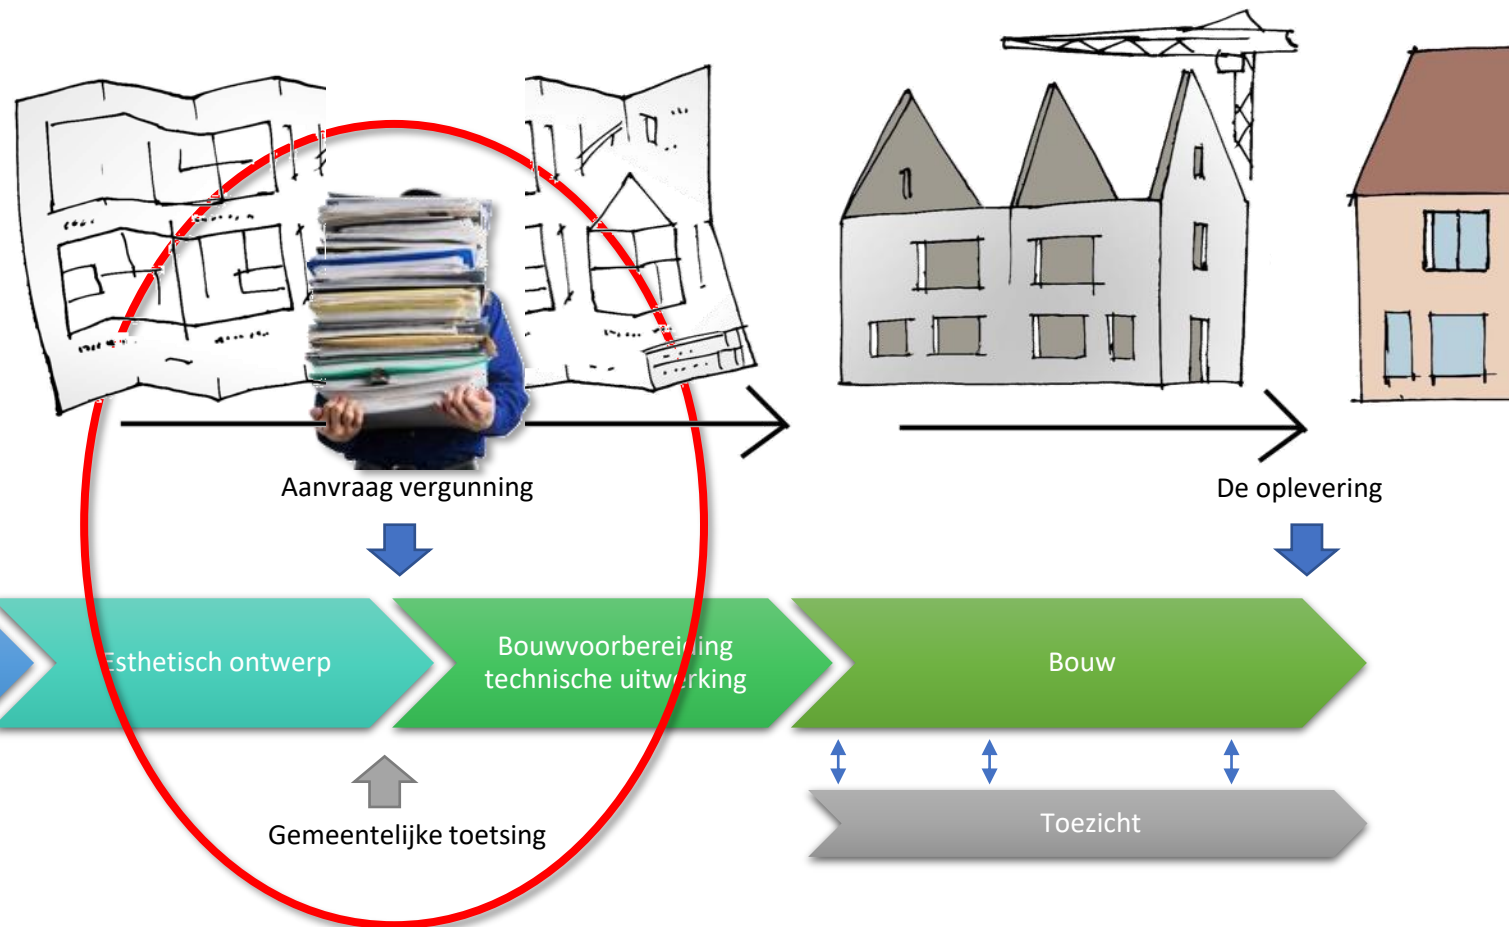 Aanvraag vergunning
De oplevering
Esthetisch ontwerp
Bouwvoorbereiding
technische uitwerking
Bouw
Gemeentelijke toetsing
Toezicht